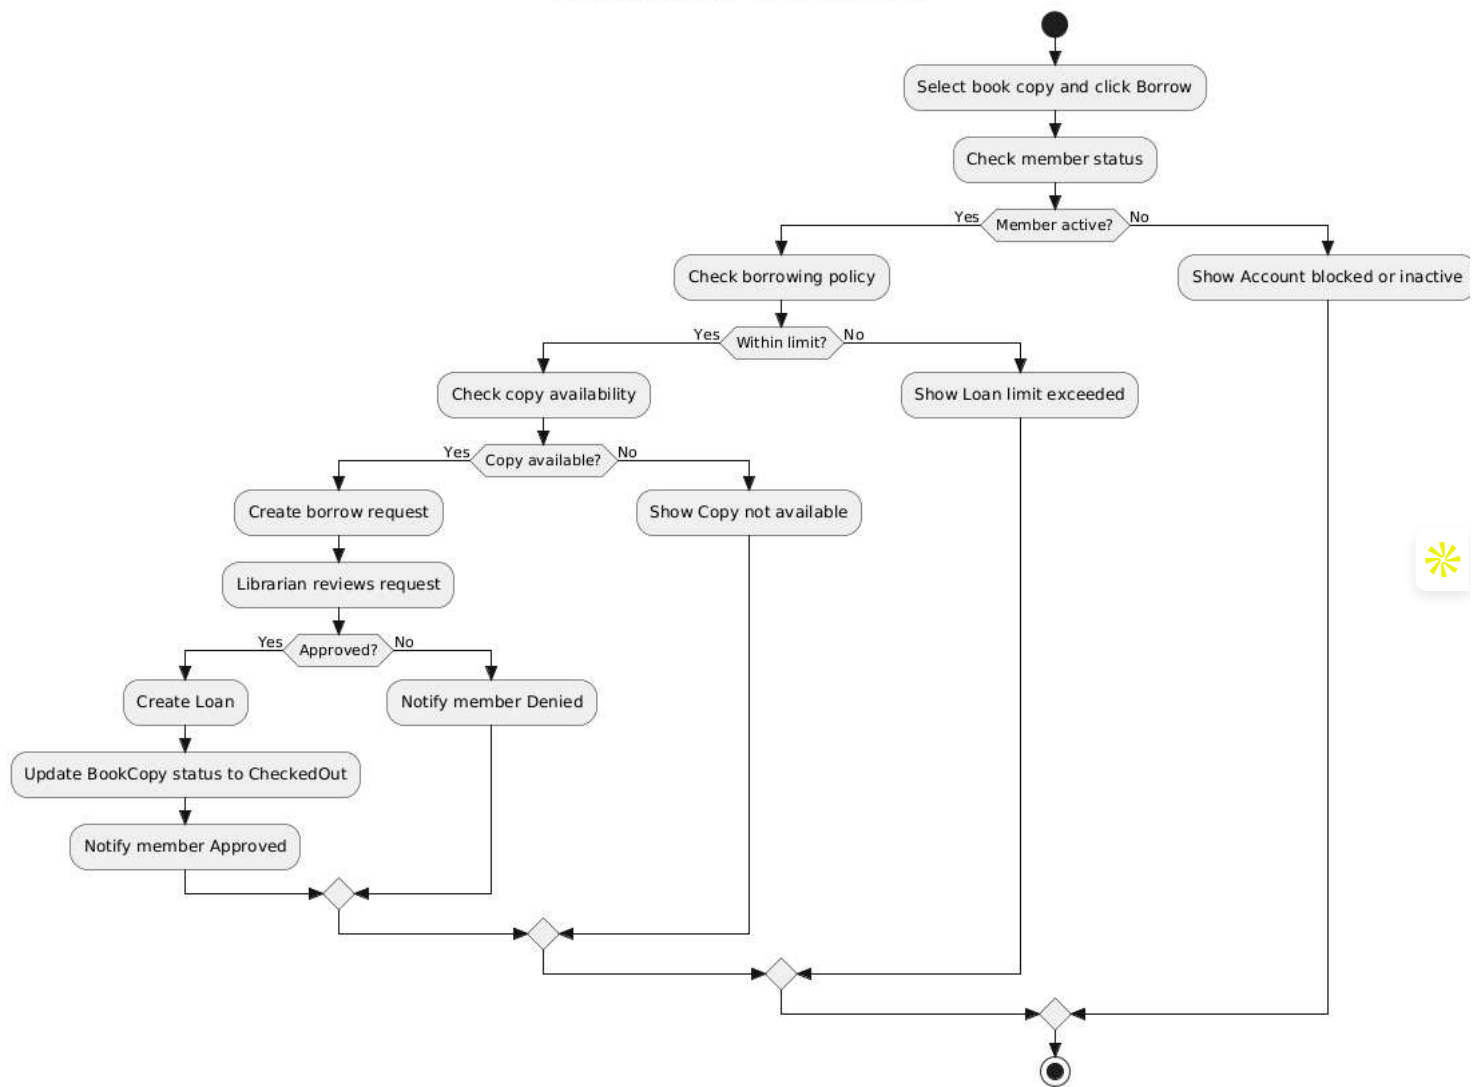 Select book copy and click Borrow
Check member status
Yes
Member active?
No
Check borrowing policy
Show Account blocked or inactive
Yes
Within limit?
No
Check copy availability
Show Loan limit exceeded
Yes
Copy available?
No
Create borrow request
Show Copy not available
Librarian reviews request
Yes
Approved?
No
Create Loan
Notify member Denied
Update BookCopy status to CheckedOut
Notify member Approved